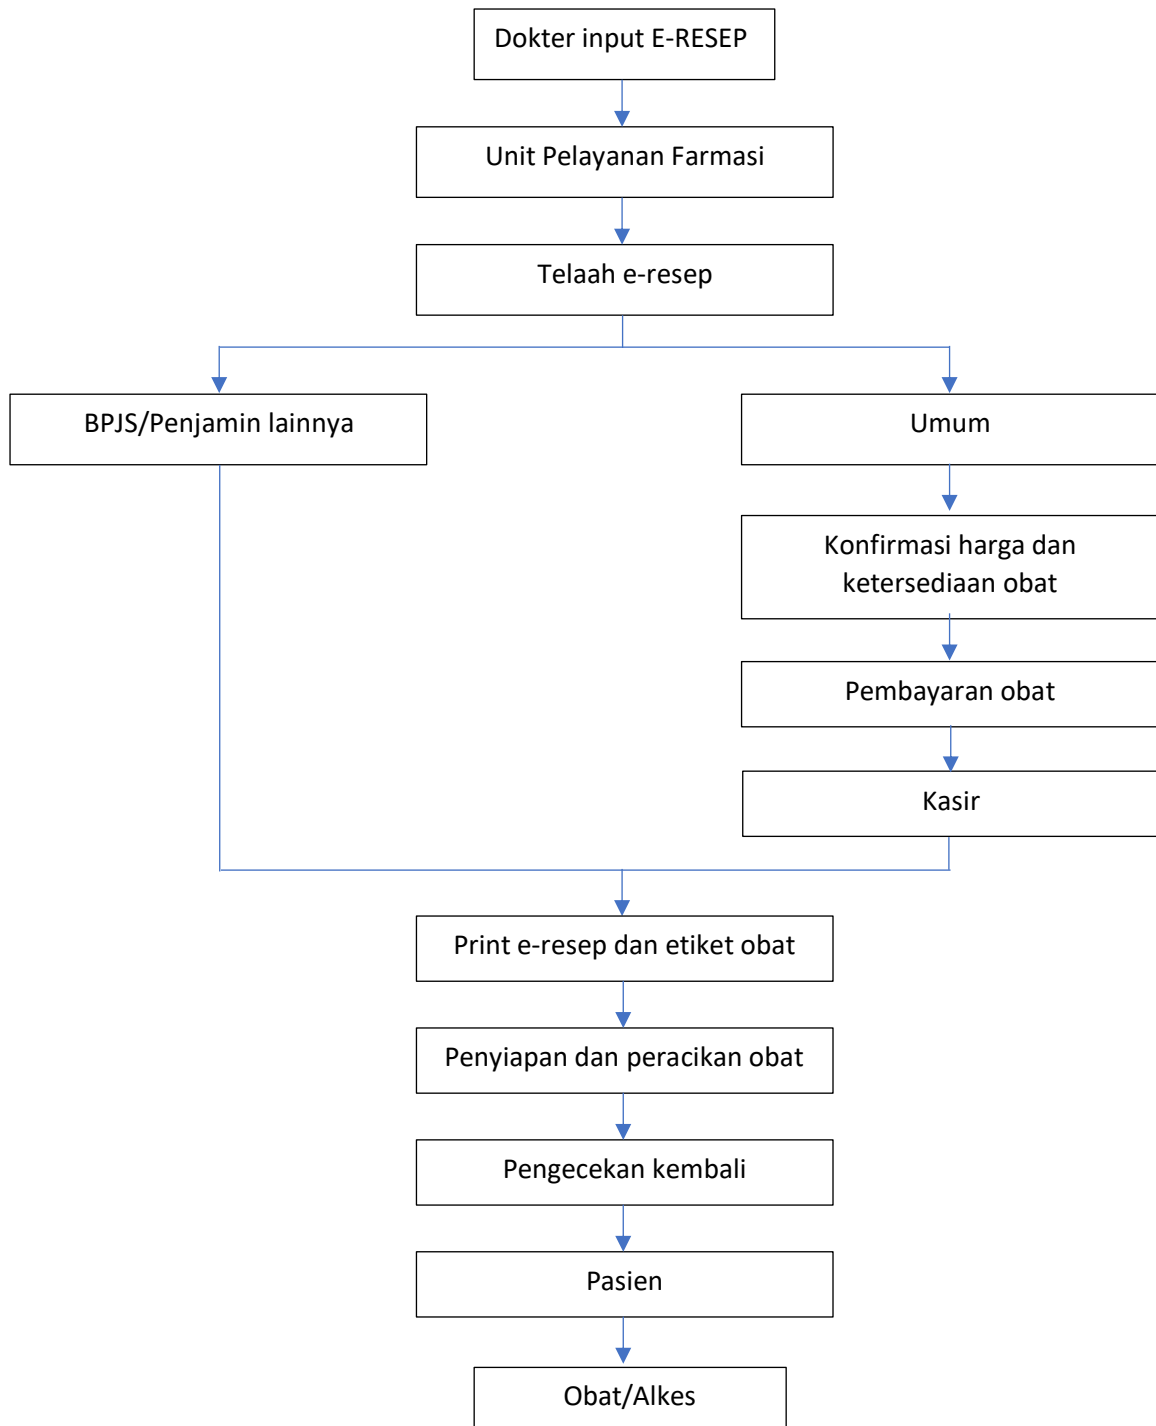 Dokter input E-RESEP
Unit Pelayanan Farmasi
Telaah e-resep
BPJS/Penjamin lainnya
Umum
Konfirmasi harga dan
ketersediaan obat
Pembayaran obat
Kasir
Print e-resep dan etiket obat
Penyiapan dan peracikan obat
Pengecekan kembali
Pasien
Obat/Alkes